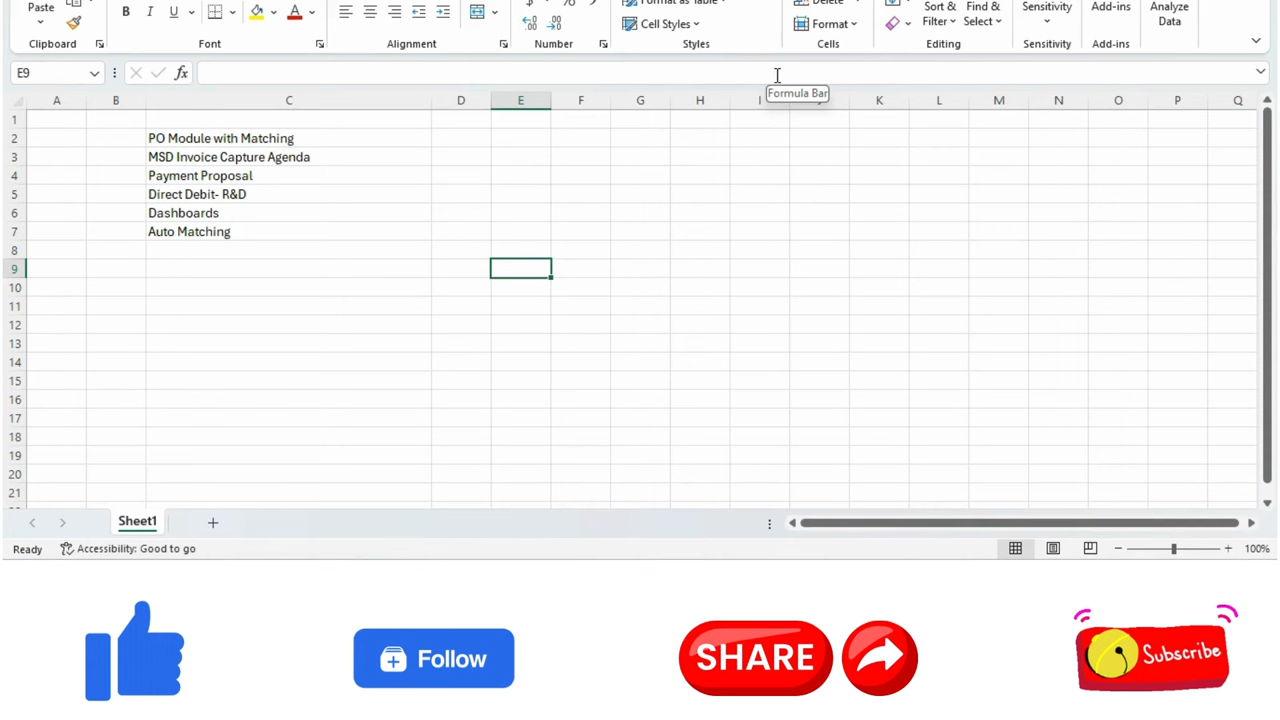 Paste
B I U A
Format as Table
Cell Styles
Delete
Format
Sort & Filter
Find & Select
Sensitivity
Add-ins
Analyze Data
Clipboard
Font
Alignment
Number
Styles
Cells
Editing
Sensitivity
Add-ins
E9
fx
Formula Bar
A B C D E F G H I J K L M N O P Q
1
2 PO Module with Matching
3 MSD Invoice Capture Agenda
4 Payment Proposal
5 Direct Debit- R&D
6 Dashboards
7 Auto Matching
8
9
10
11
12
13
14
15
16
17
18
19
20
21
Sheet1
Ready
Accessibility: Good to go
100%
Follow
SHARE
Subscribe